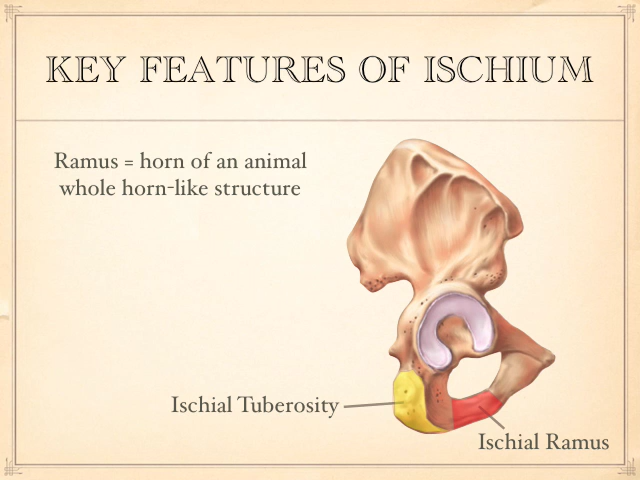 KEY FEATURES OF ISCHIUM
Ramus = horn of an animal
whole horn-like structure
Ischial Tuberosity
Ischial Ramus